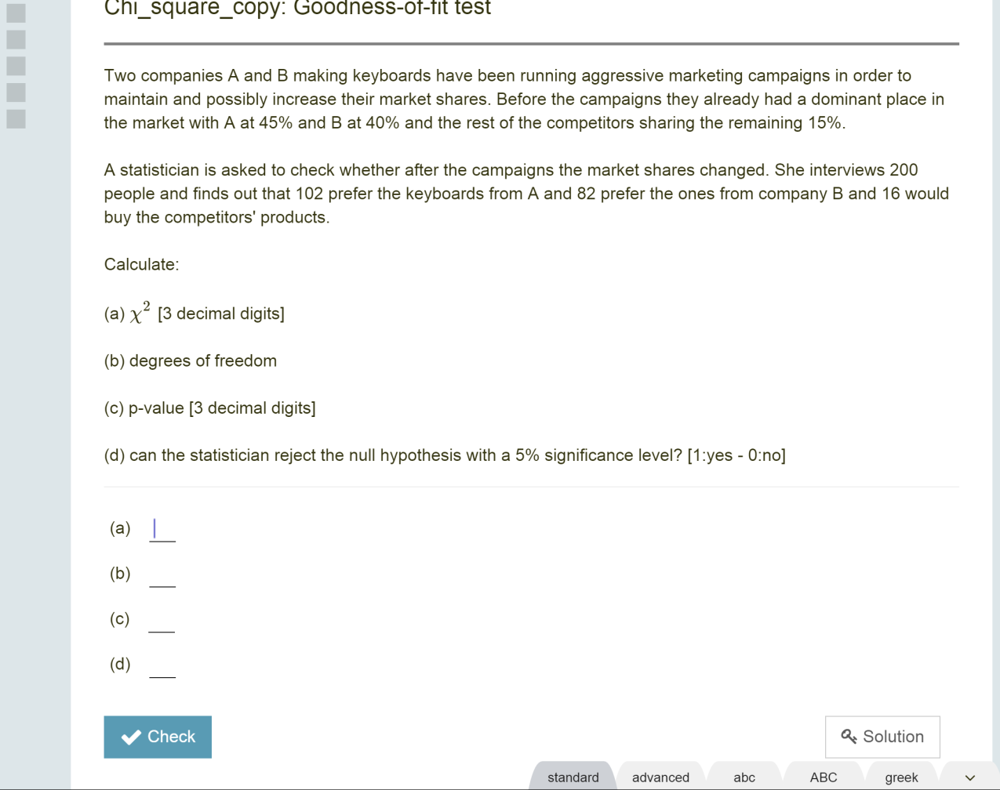 Chi_square_copy: Goodness-of-fit test
Two companies A and B making keyboards have been running aggressive marketing campaigns in order to
maintain and possibly increase their market shares. Before the campaigns they already had a dominant place in
the market with A at 45% and B at 40% and the rest of the competitors sharing the remaining 15%.
A statistician is asked to check whether after the campaigns the market shares changed. She interviews 200
people and finds out that 102 prefer the keyboards from A and 82 prefer the ones from company B and 16 would
buy the competitors' products.
Calculate:
(a) χ² [3 decimal digits]
(b) degrees of freedom
(c) p-value [3 decimal digits]
(d) can the statistician reject the null hypothesis with a 5% significance level? [1:yes - 0:no]
(a)
(b)
(c)
(d)
Check
Solution
standard advanced abc ABC greek